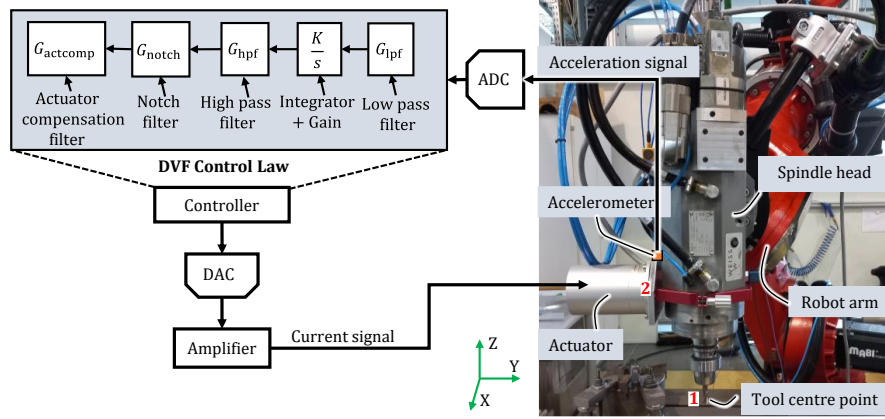 G_actcomp
G_notch
G_hpf
K
s
G_lpf
Actuator
compensation
filter
Notch
filter
High pass
filter
Integrator
+ Gain
Low pass
filter
DVF Control Law
ADC
Acceleration signal
Controller
DAC
Amplifier
Current signal
Z
Y
X
Accelerometer
Spindle head
Robot arm
Actuator
Tool centre point
1
2
WEISS
MABI